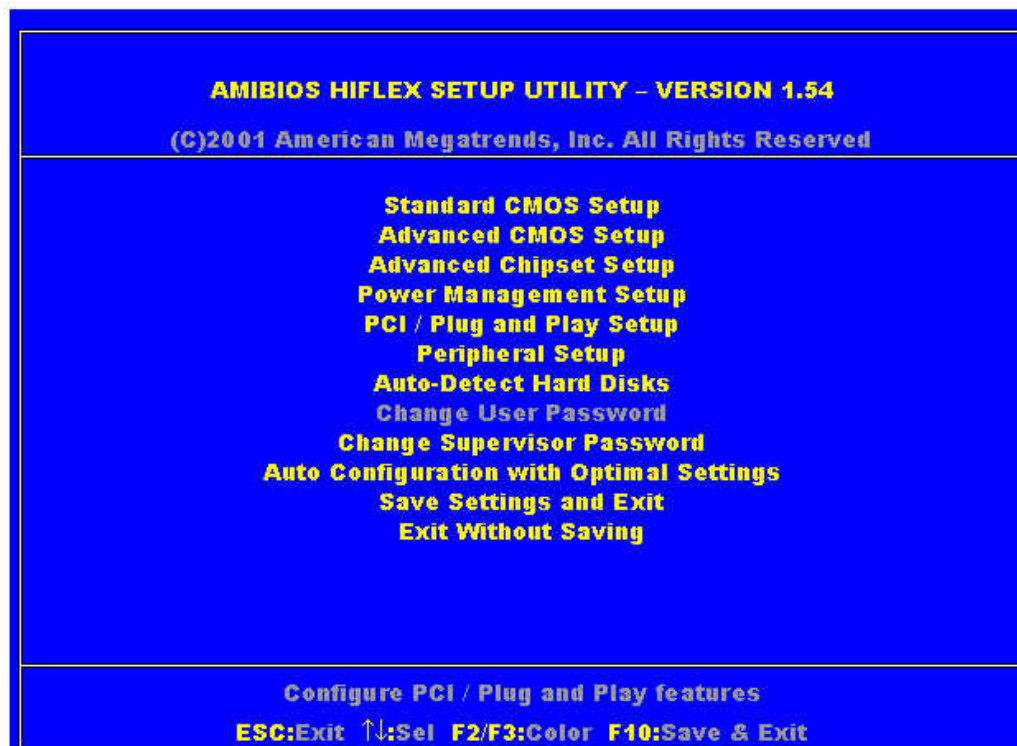 AMIBIOS HIFLEX SETUP UTILITY – VERSION 1.54
(C)2001 American Megatrends, Inc. All Rights Reserved
Standard CMOS Setup
Advanced CMOS Setup
Advanced Chipset Setup
Power Management Setup
PCI / Plug and Play Setup
Peripheral Setup
Auto-Detect Hard Disks
Change User Password
Change Supervisor Password
Auto Configuration with Optimal Settings
Save Settings and Exit
Exit Without Saving
Configure PCI / Plug and Play features
ESC:Exit ↑↓:Sel F2/F3:Color F10:Save & Exit